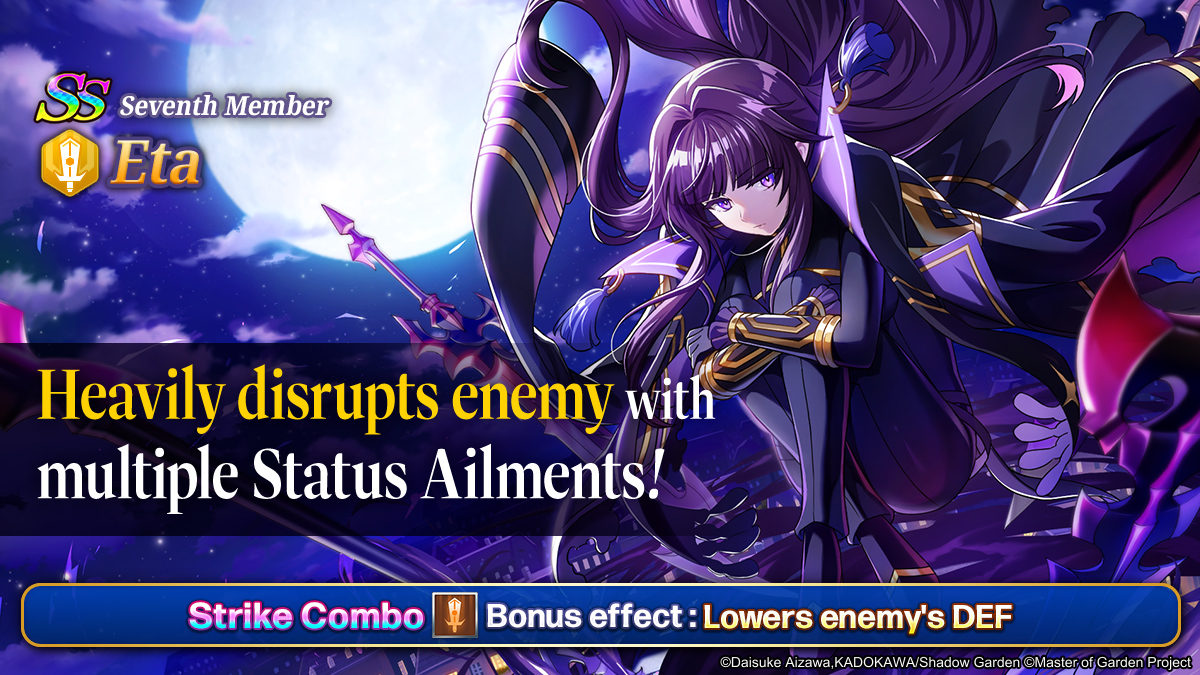 SS Seventh Member
Eta
Heavily disrupts enemy with
multiple Status Ailments!
Strike Combo Bonus effect : Lowers enemy's DEF
©Daisuke Aizawa,KADOKAWA/Shadow Garden ©Master of Garden Project